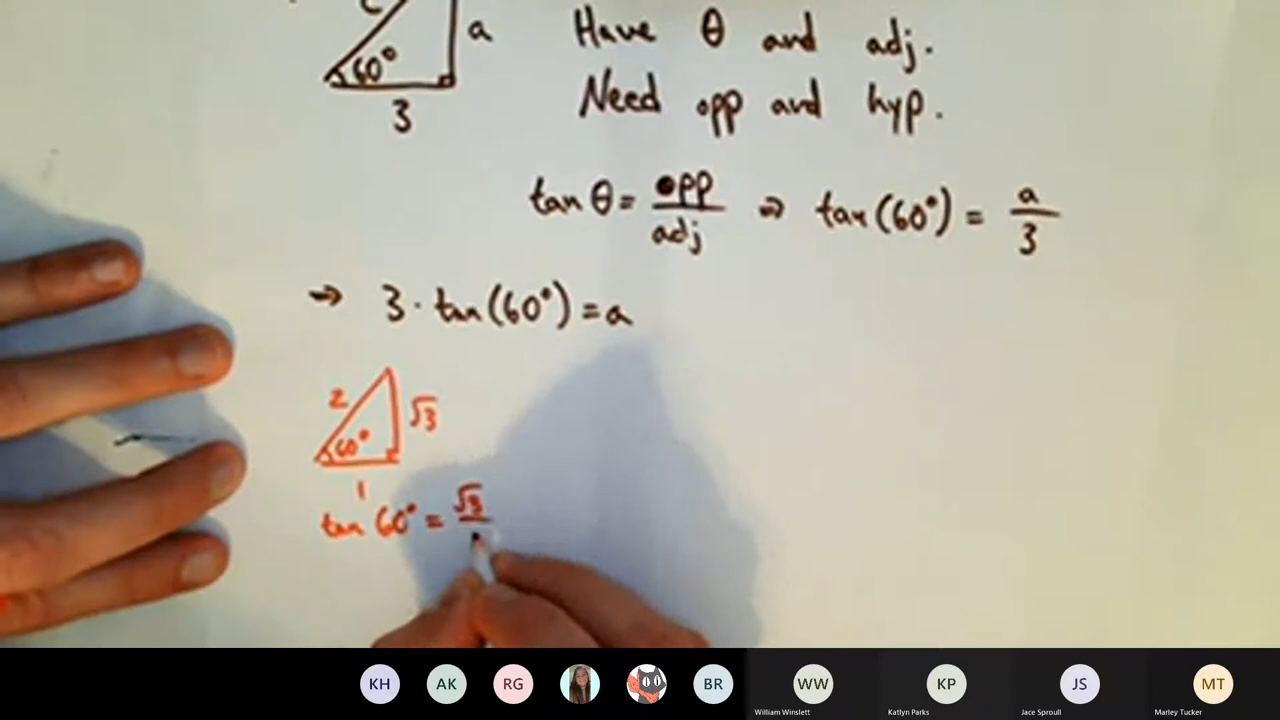 c a Have θ and adj.
60°
3 Need opp and hyp.
tan θ = opp/adj ⇒ tan(60°) = a/3
⇒ 3 · tan(60°) = a
2 √3
60°
1
tan 60° = √3
KH AK RG BR WW KP JS MT
William Winslett Katlyn Parks Jace Sproull Marley Tucker